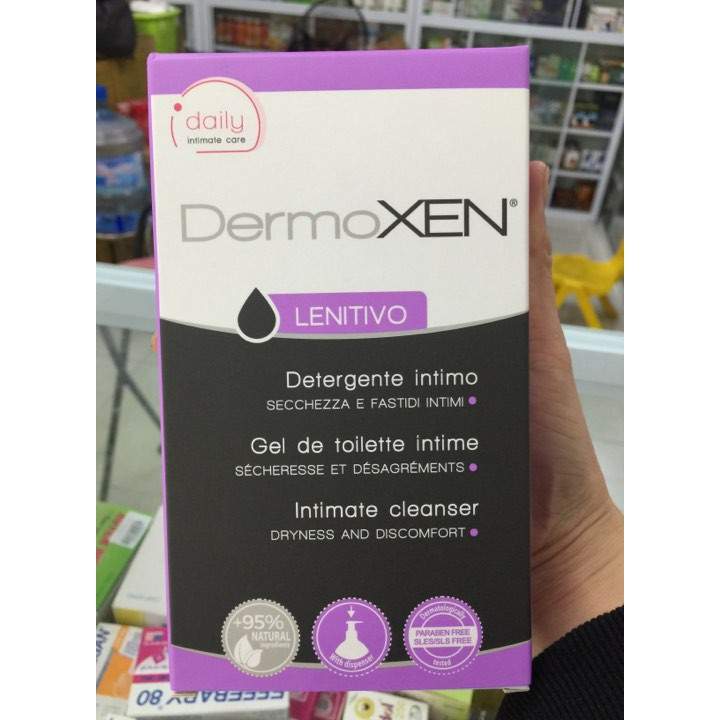 daily
intimate care
DermoXEN®
LENITIVO
Detergente intimo
SECCHEZZA E FASTIDI INTIMI
Gel de toilette intime
SÉCHERESSE ET DÉSAGRÉMENTS
Intimate cleanser
DRYNESS AND DISCOMFORT
+95%
NATURAL
ingredients
With dispenser
Dermatologically
PARABEN FREE
SLES/SLS FREE
tested
80